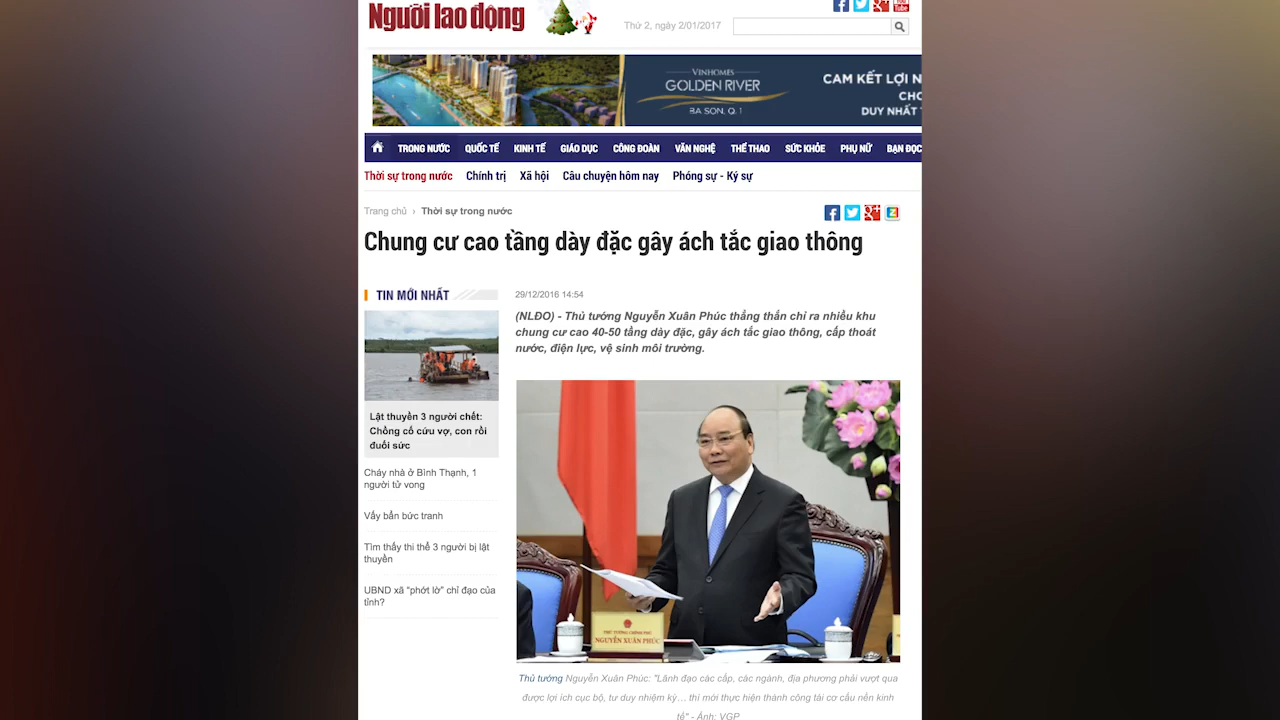 Người lao động
Thứ 2, ngày 2/01/2017
You
Tube
VINHOMES
GOLDEN RIVER
BA SON, Q.1
CAM KẾT LỢI N
CHO
DUY NHẤT T
TRONG NƯỚC QUỐC TẾ KINH TẾ GIÁO DỤC CÔNG ĐOÀN VĂN NGHỆ THỂ THAO SỨC KHỎE PHỤ NỮ BẠN ĐỌC
Thời sự trong nước Chính trị Xã hội Câu chuyện hôm nay Phóng sự - Ký sự
Trang chủ › Thời sự trong nước
Chung cư cao tầng dày đặc gây ách tắc giao thông
TIN MỚI NHẤT
Lật thuyền 3 người chết:
Chồng cố cứu vợ, con rồi
đuối sức
Cháy nhà ở Bình Thạnh, 1
người tử vong
Vấy bẩn bức tranh
Tìm thấy thi thể 3 người bị lật
thuyền
UBND xã "phớt lờ" chỉ đạo của
tỉnh?
29/12/2016 14:54
(NLĐO) - Thủ tướng Nguyễn Xuân Phúc thẳng thắn chỉ ra nhiều khu
chung cư cao 40-50 tầng dày đặc, gây ách tắc giao thông, cấp thoát
nước, điện lực, vệ sinh môi trường.
THỦ TƯỚNG CHÍNH PHỦ
NGUYỄN XUÂN PHÚC
Thủ tướng Nguyễn Xuân Phúc: "Lãnh đạo các cấp, các ngành, địa phương phải vượt qua
được lợi ích cục bộ, tư duy nhiệm kỳ… thì mới thực hiện thành công tái cơ cấu nền kinh
tế" - Ảnh: VGP